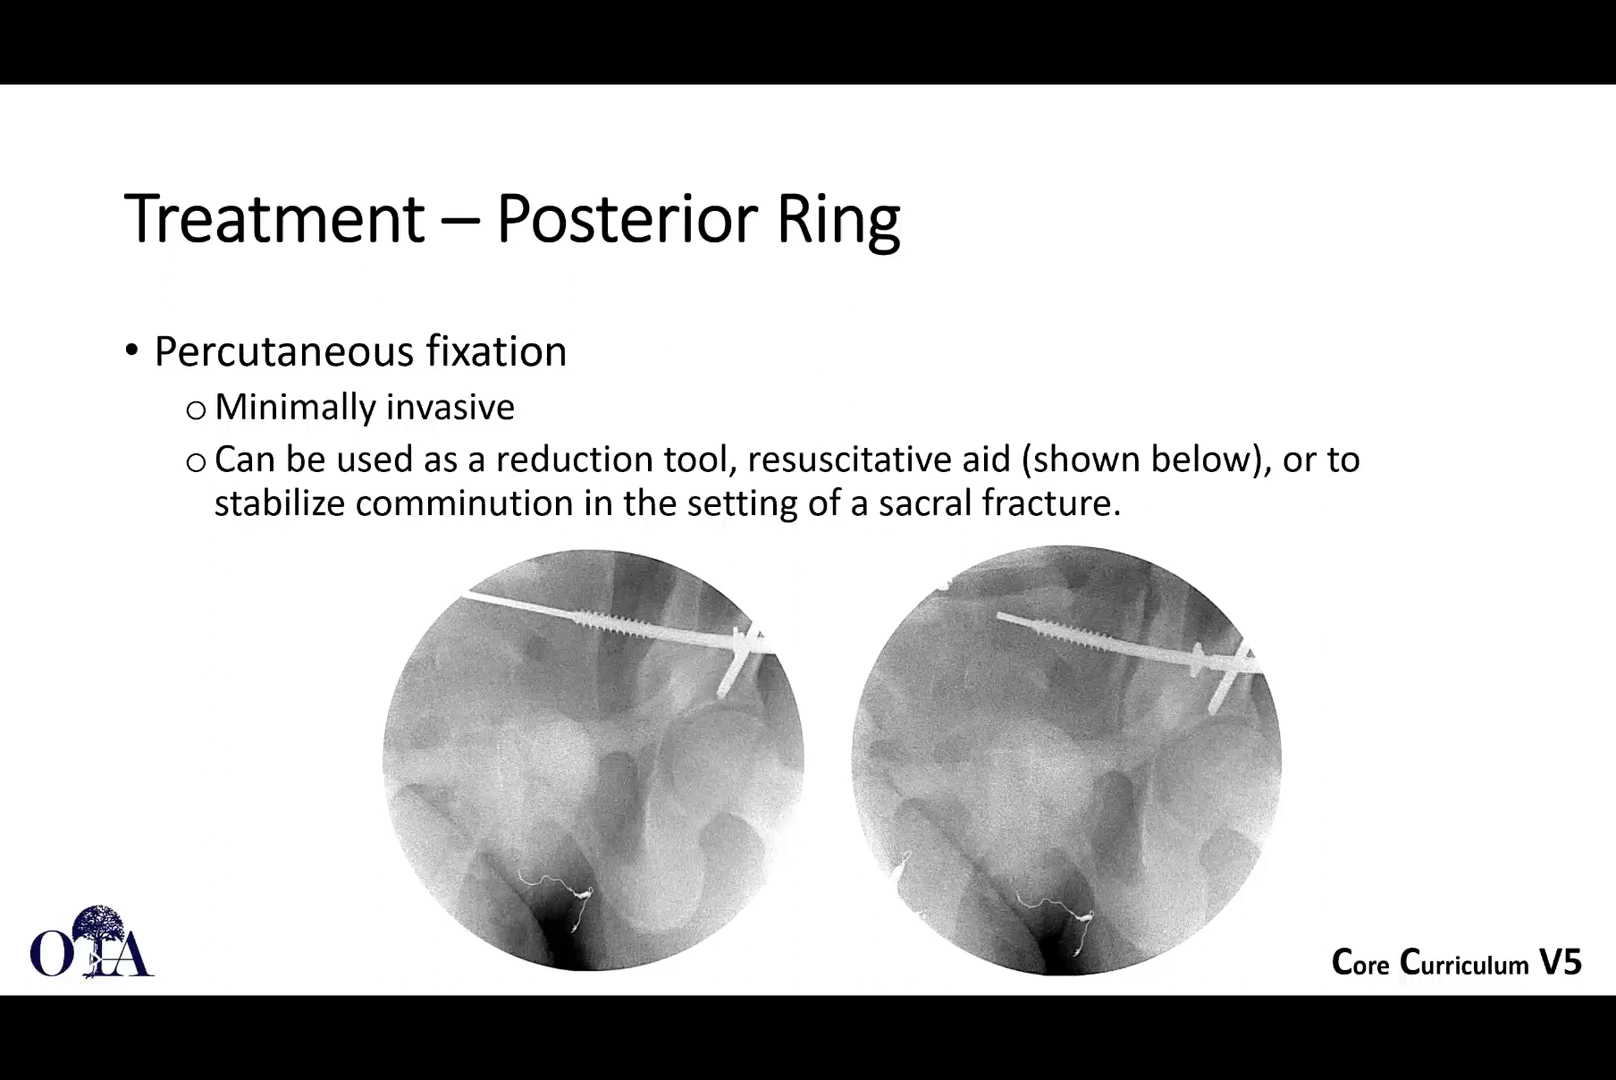 Treatment – Posterior Ring
• Percutaneous fixation
o Minimally invasive
o Can be used as a reduction tool, resuscitative aid (shown below), or to
stabilize comminution in the setting of a sacral fracture.
OTA
Core Curriculum V5